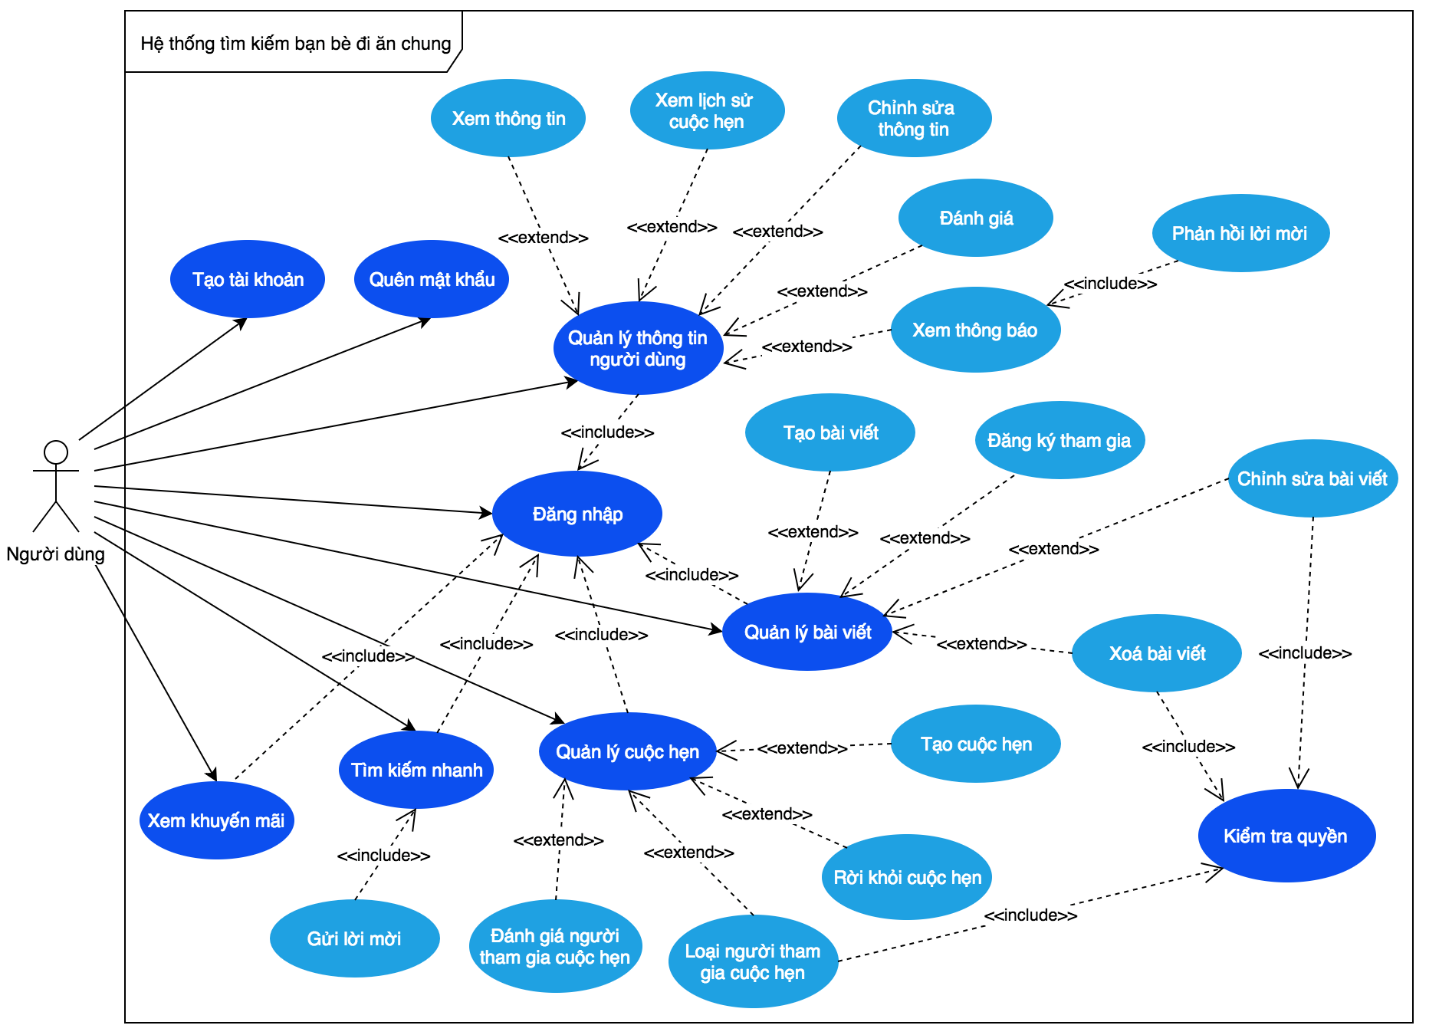 Hệ thống tìm kiếm bạn bè đi ăn chung
Xem thông tin
Xem lịch sử
cuộc hẹn
Chỉnh sửa
thông tin
Đánh giá
Phản hồi lời mời
<<extend>>
<<extend>>
<<extend>>
<<extend>>
<<include>>
Tạo tài khoản
Quên mật khẩu
Quản lý thông tin
người dùng
<<extend>>
Xem thông báo
<<include>>
Tạo bài viết
Đăng ký tham gia
Chỉnh sửa bài viết
Đăng nhập
<<extend>>
<<extend>>
<<extend>>
Người dùng
<<include>>
Quản lý bài viết
<<extend>>
Xoá bài viết
<<include>>
<<include>>
<<include>>
<<include>>
Quản lý cuộc hẹn
<<extend>>
Tạo cuộc hẹn
<<include>>
Tìm kiếm nhanh
Xem khuyến mãi
<<include>>
<<extend>>
<<extend>>
<<extend>>
Kiểm tra quyền
Rời khỏi cuộc hẹn
<<include>>
Gửi lời mời
Đánh giá người
tham gia cuộc hẹn
Loại người tham
gia cuộc hẹn